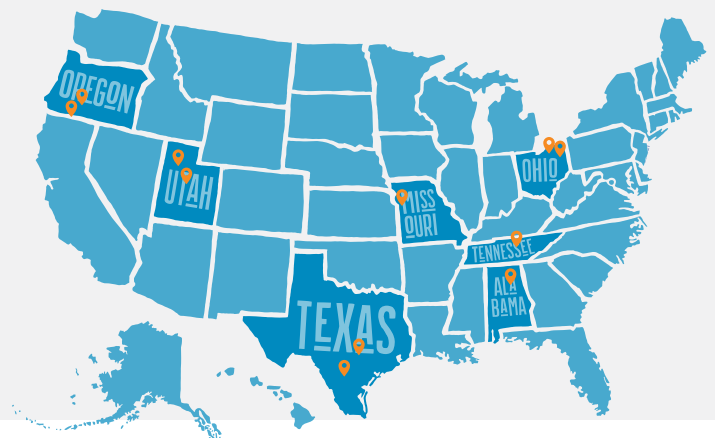 OREGON
UTAH
MISS
OURI
OHIO
TENNESSEE
ALA
BAMA
TEXAS